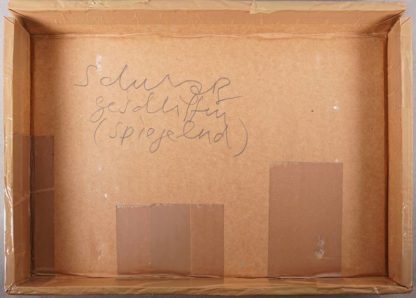 Schwarz
geschliffen
(spiegelnd)